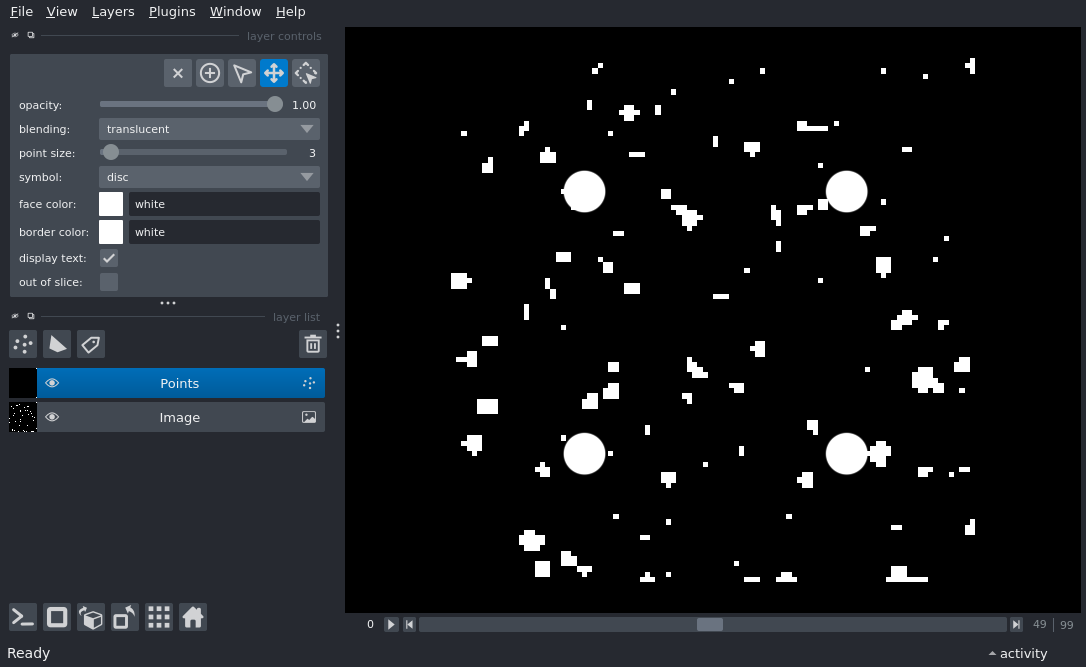 File View Layers Plugins Window Help
layer controls
opacity: 1.00
blending: translucent
point size: 3
symbol: disc
face color: white
border color: white
display text:
out of slice:
layer list
Points
Image
0 49 | 99
Ready activity